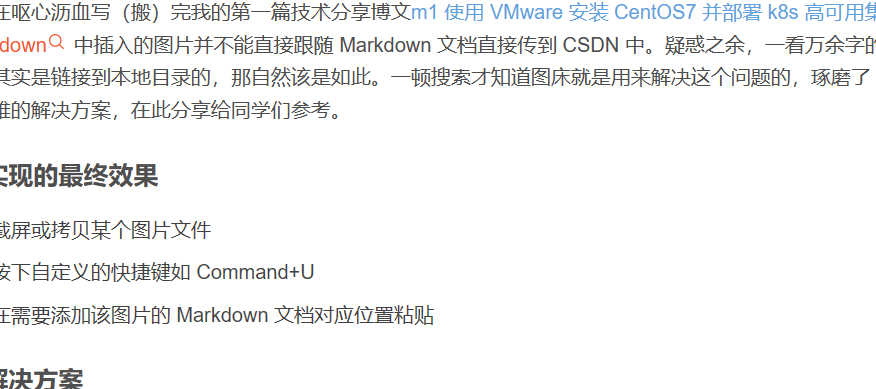 在呕心沥血写（搬）完我的第一篇技术分享博文m1 使用 VMware 安装 CentOS7 并部署 k8s 高可用集
down 中插入的图片并不能直接跟随 Markdown 文档直接传到 CSDN 中。疑惑之余，一看万余字的
其实是链接到本地目录的，那自然该是如此。一顿搜索才知道图床就是用来解决这个问题的，琢磨了
雅的解决方案，在此分享给同学们参考。
实现的最终效果
截屏或拷贝某个图片文件
按下自定义的快捷键如 Command+U
在需要添加该图片的 Markdown 文档对应位置粘贴
解决方案